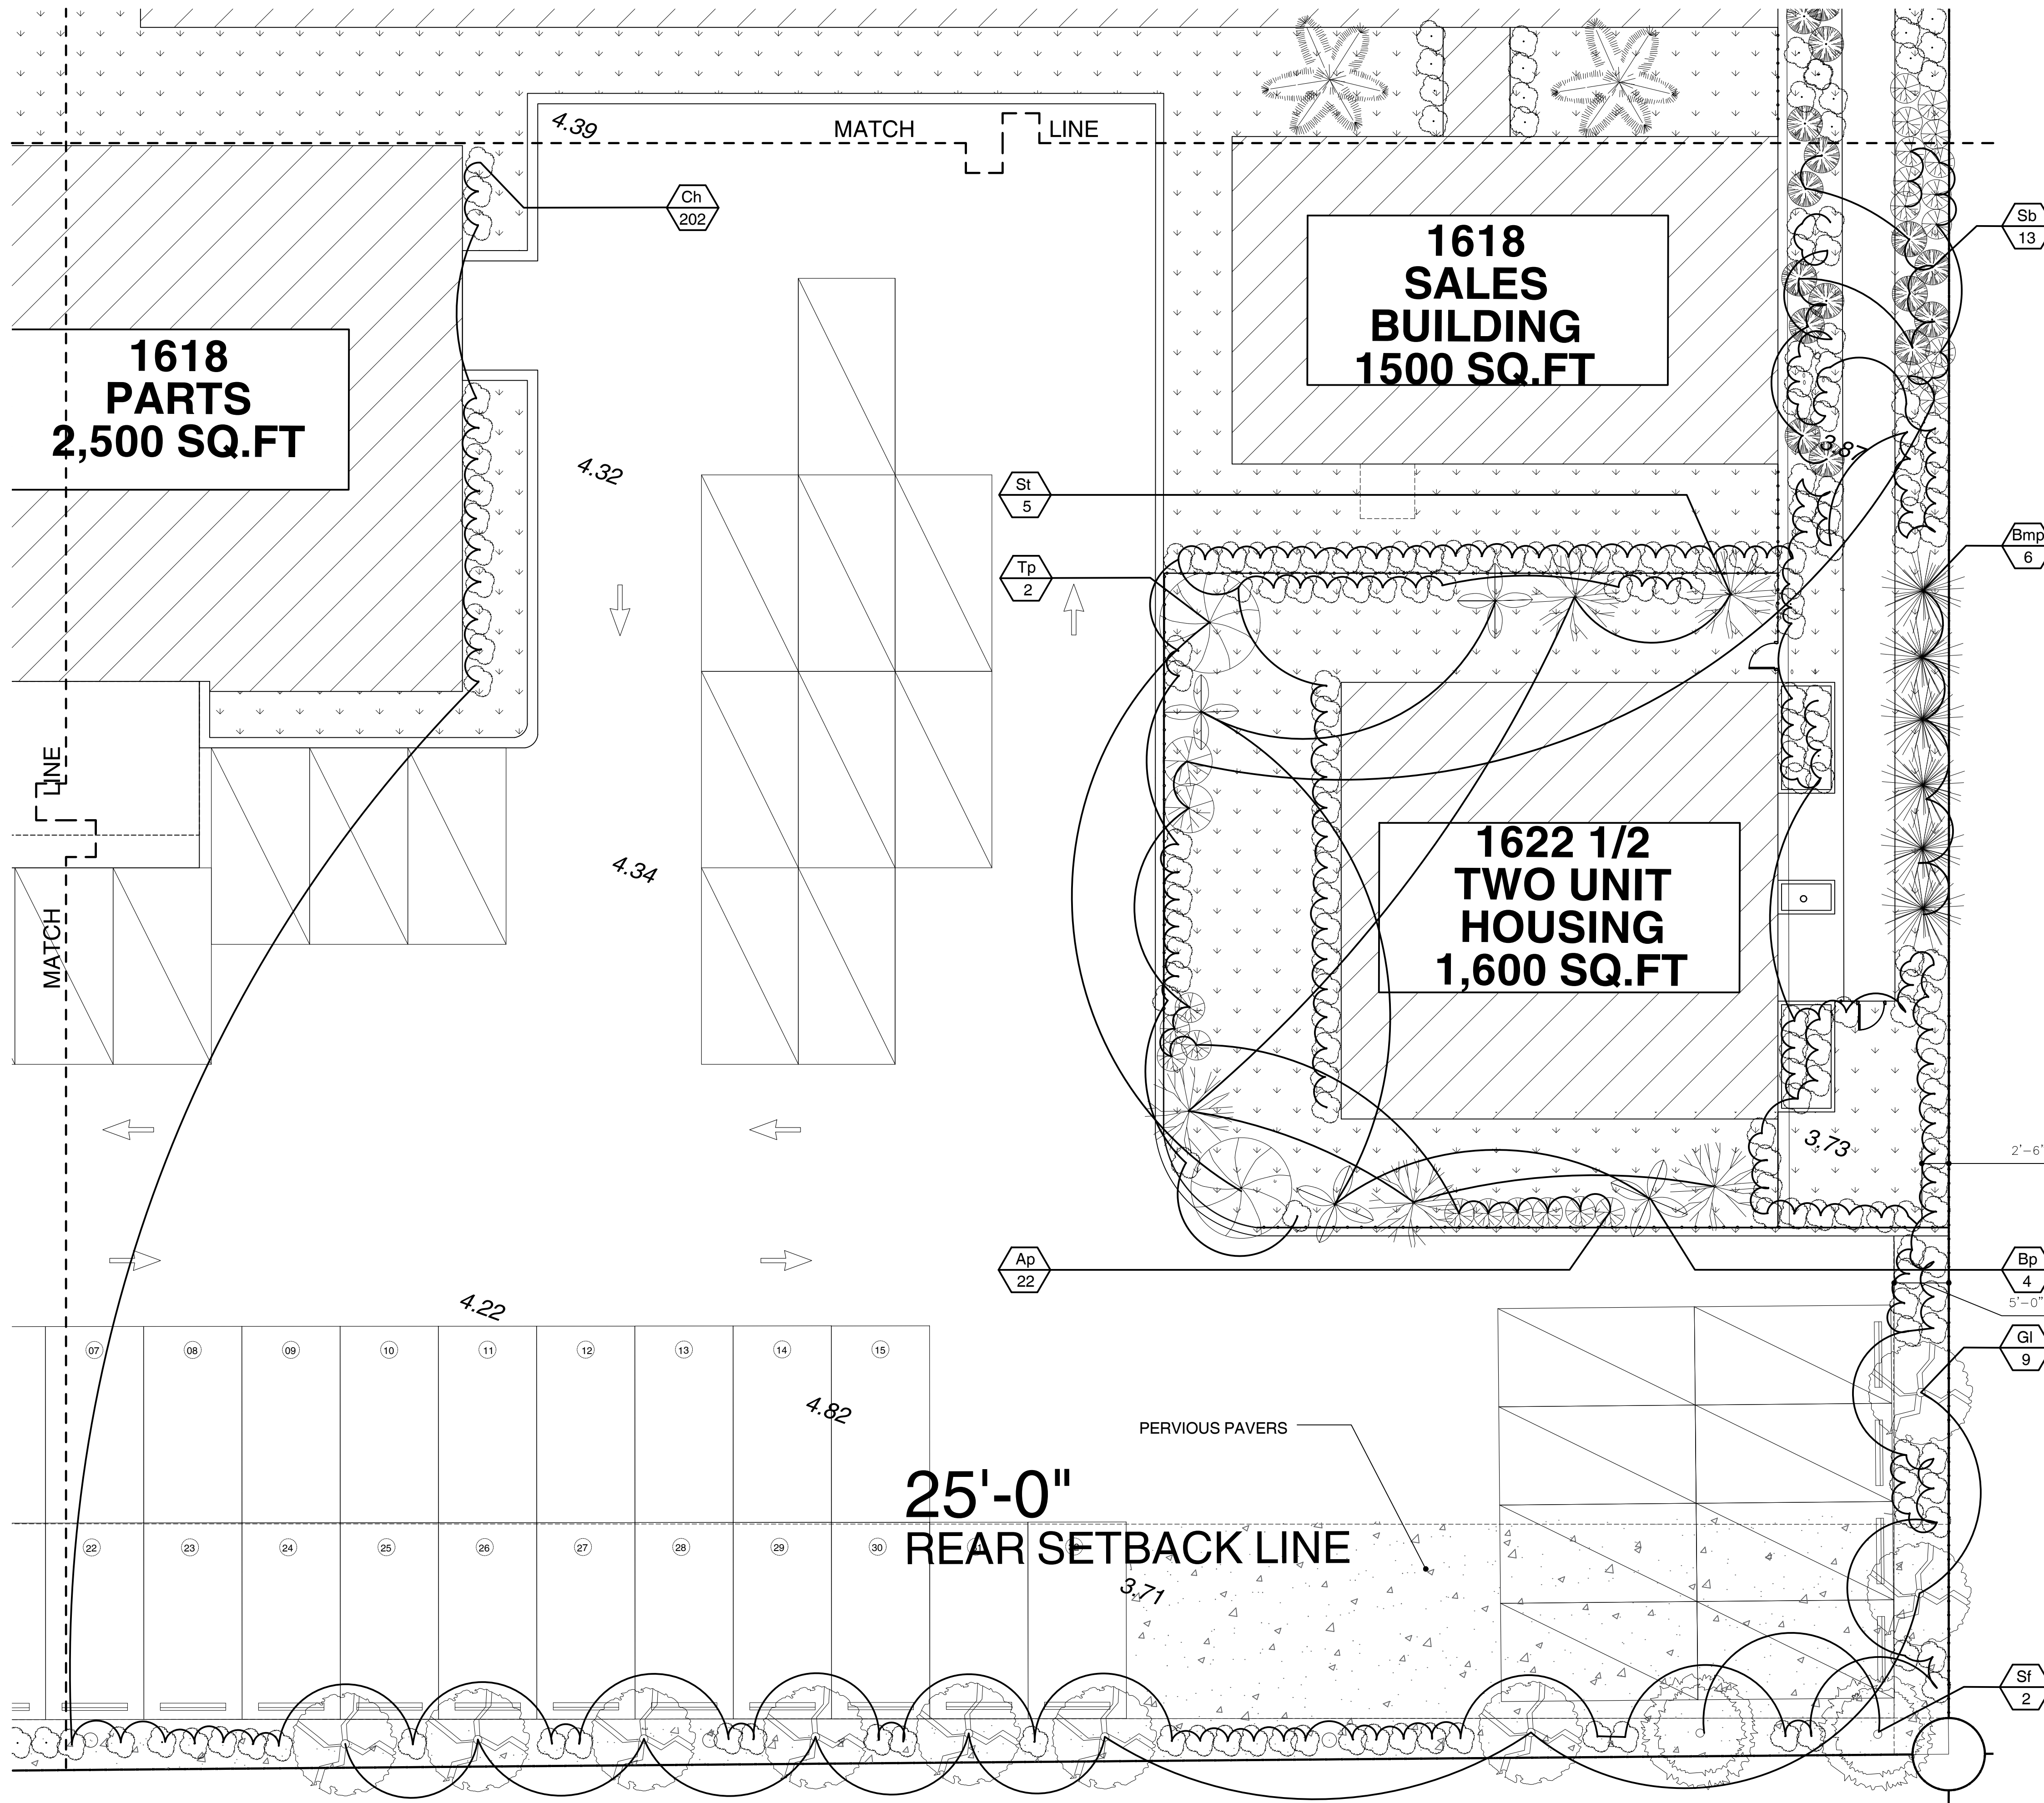 4.39
MATCH
LINE
Ch
202
1618
SALES
BUILDING
1500 SQ.FT
Sb
13
1618
PARTS
2,500 SQ.FT
4.32
3.87
St
5
Bmp
6
Tp
2
LINE
MATCH
4.34
1622 1/2
TWO UNIT
HOUSING
1,600 SQ.FT
3.73
2'-6"
Ap
22
Bp
4
5'-0"
4.22
Gl
9
07
08
09
10
11
12
13
14
15
4.82
PERVIOUS PAVERS
25'-0"
REAR SETBACK LINE
22
23
24
25
26
27
28
29
30
31
3.71
Sf
2